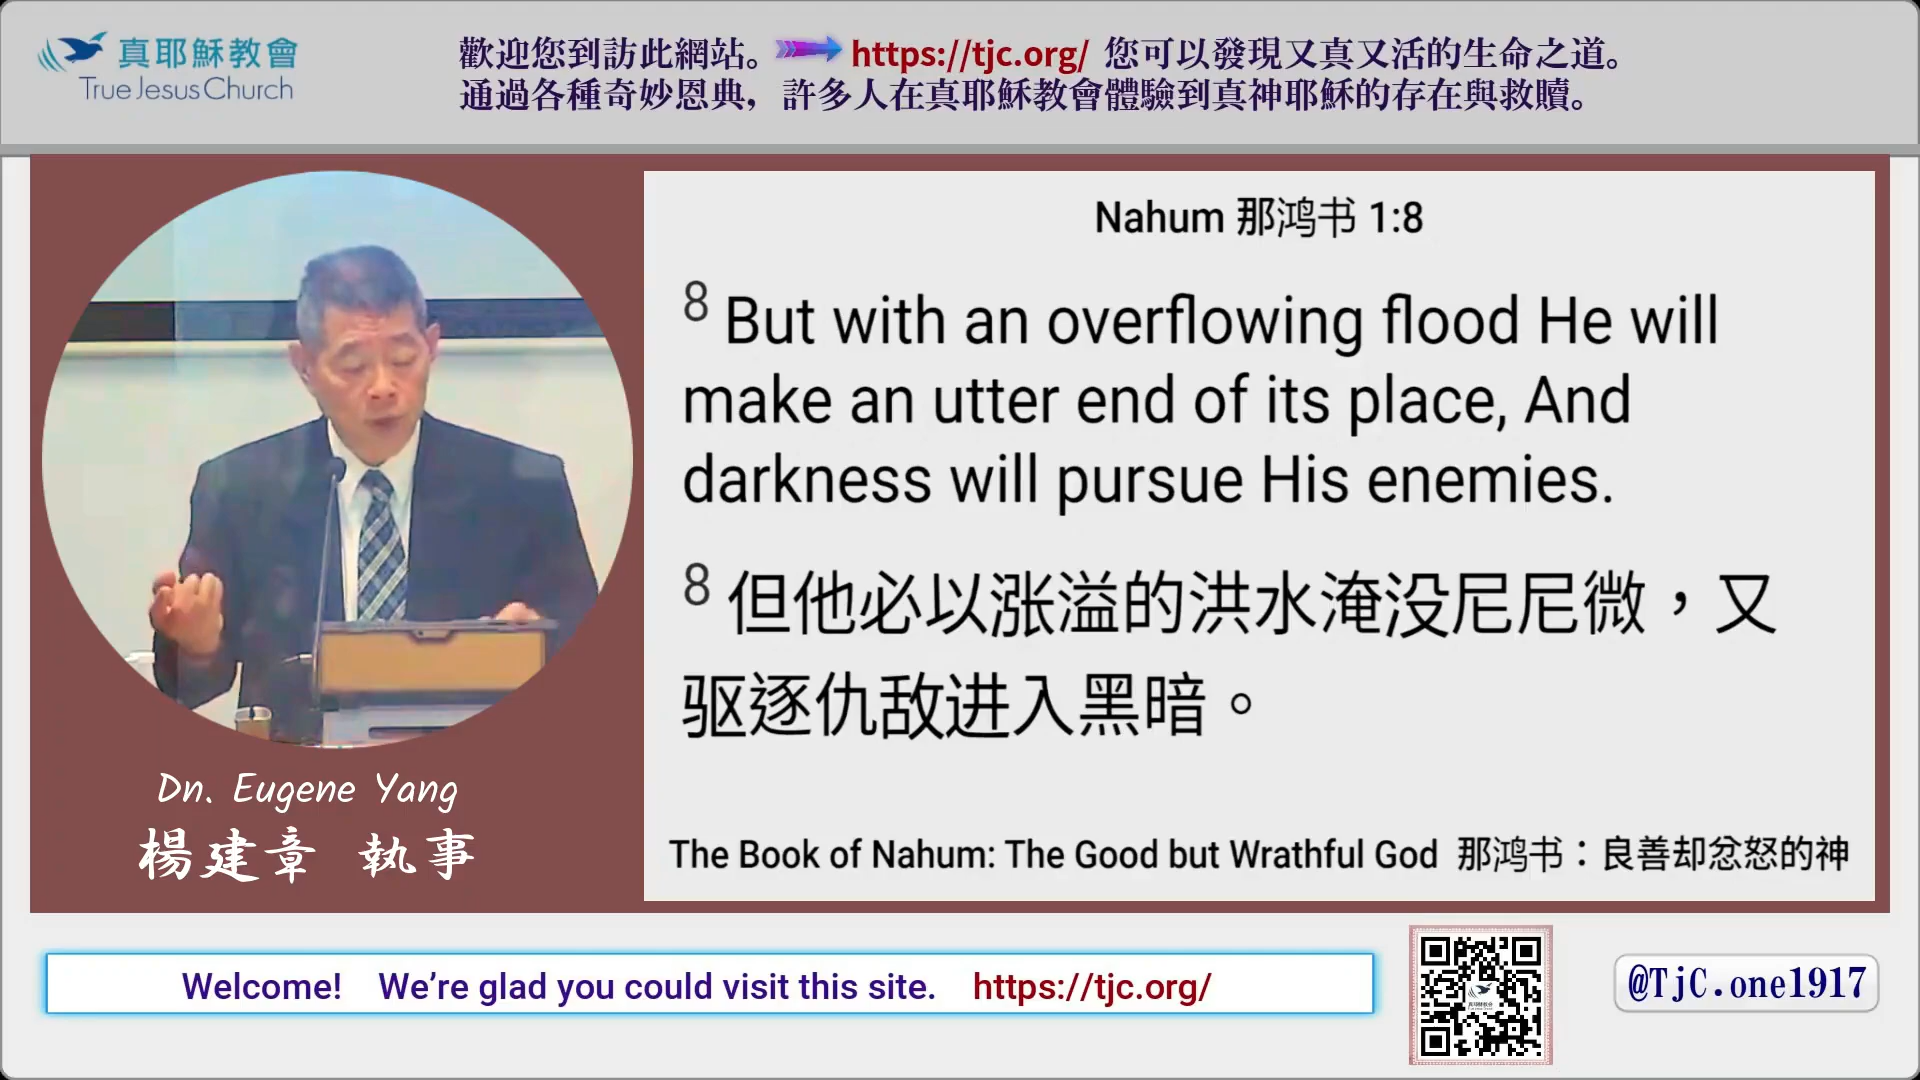 真耶穌教會
True Jesus Church
歡迎您到訪此網站。 https://tjc.org/ 您可以發現又真又活的生命之道。
通過各種奇妙恩典，許多人在真耶穌教會體驗到真神耶穌的存在與救贖。
Nahum 那鸿书 1:8
8 But with an overflowing flood He will
make an utter end of its place, And
darkness will pursue His enemies.
8 但他必以涨溢的洪水淹没尼尼微，又
驱逐仇敌进入黑暗。
The Book of Nahum: The Good but Wrathful God 那鸿书：良善却忿怒的神
Dn. Eugene Yang
楊建章 執事
Welcome! We’re glad you could visit this site. https://tjc.org/
@TjC.one1917